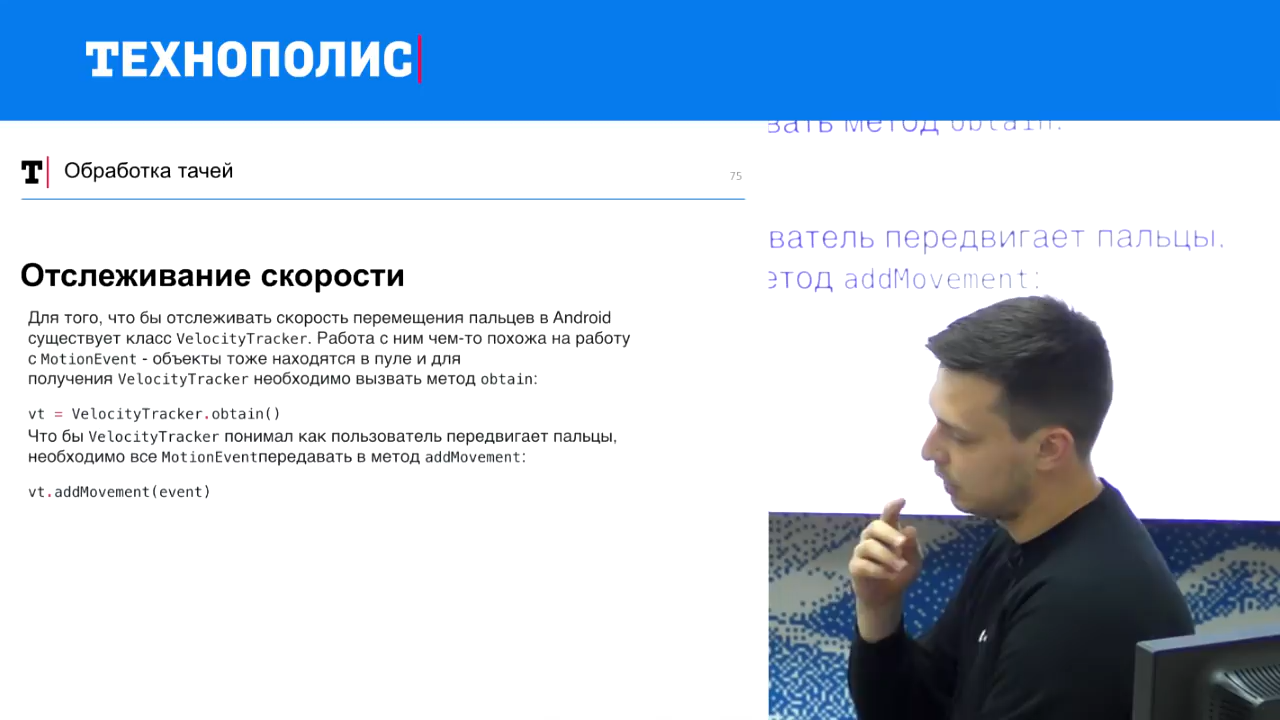 ТЕХНОПОЛИС
Т Обработка тачей
75
Отслеживание скорости
Для того, что бы отслеживать скорость перемещения пальцев в Android
существует класс VelocityTracker. Работа с ним чем-то похожа на работу
с MotionEvent - объекты тоже находятся в пуле и для
получения VelocityTracker необходимо вызвать метод obtain:
vt = VelocityTracker.obtain()
Что бы VelocityTracker понимал как пользователь передвигает пальцы,
необходимо все MotionEventпередавать в метод addMovement:
vt.addMovement(event)
вать метод obtain:
ватель передвигает пальцы,
етод addMovement: